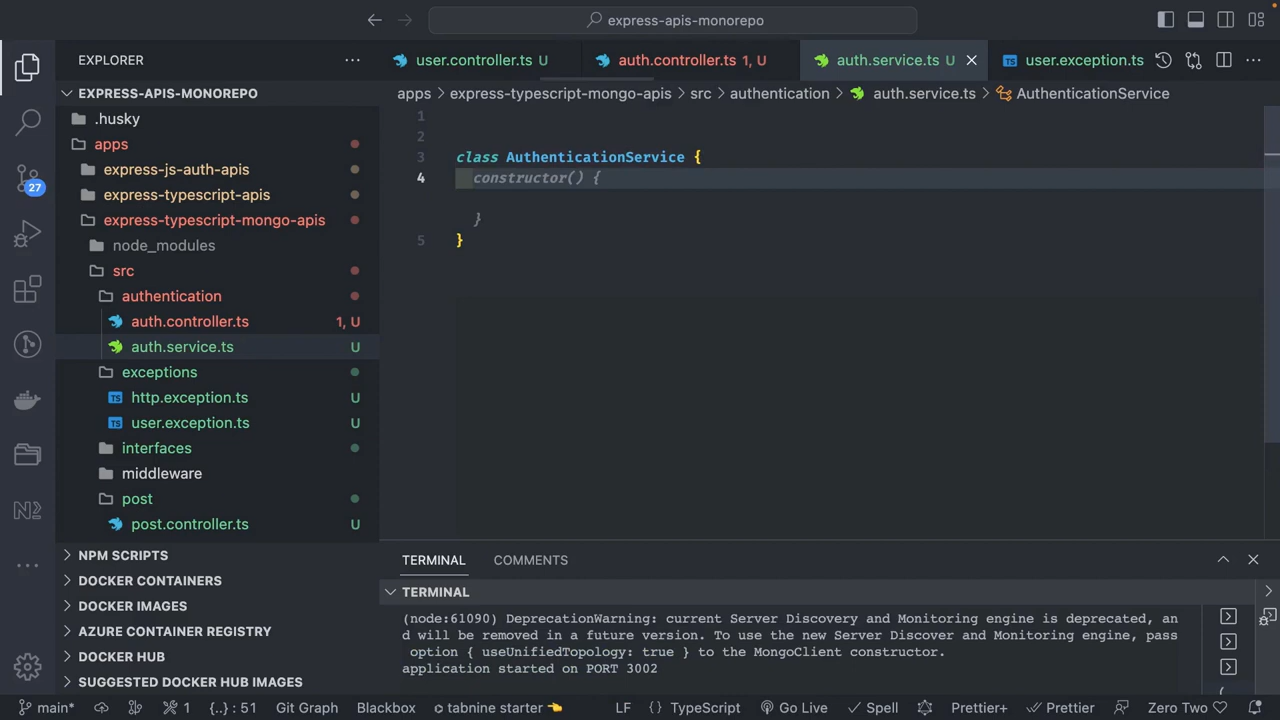 express-apis-monorepo
EXPLORER
EXPRESS-APIS-MONOREPO
.husky
apps
express-js-auth-apis
express-typescript-apis
express-typescript-mongo-apis
node_modules
src
authentication
auth.controller.ts 1, U
auth.service.ts U
exceptions
http.exception.ts U
user.exception.ts U
interfaces
middleware
post
post.controller.ts U
NPM SCRIPTS
DOCKER CONTAINERS
DOCKER IMAGES
AZURE CONTAINER REGISTRY
DOCKER HUB
SUGGESTED DOCKER HUB IMAGES
27
user.controller.ts U auth.controller.ts 1, U auth.service.ts U user.exception.ts
apps > express-typescript-mongo-apis > src > authentication > auth.service.ts > AuthenticationService
1
2
3 class AuthenticationService {
4 constructor() {
}
5 }
TERMINAL COMMENTS
TERMINAL
(node:61090) DeprecationWarning: current Server Discovery and Monitoring engine is deprecated, an
d will be removed in a future version. To use the new Server Discover and Monitoring engine, pass
option { useUnifiedTopology: true } to the MongoClient constructor.
application started on PORT 3002
main* 1 {..} : 51 Git Graph Blackbox tabnine starter 👈 LF {} TypeScript Go Live Spell Prettier+ Prettier Zero Two